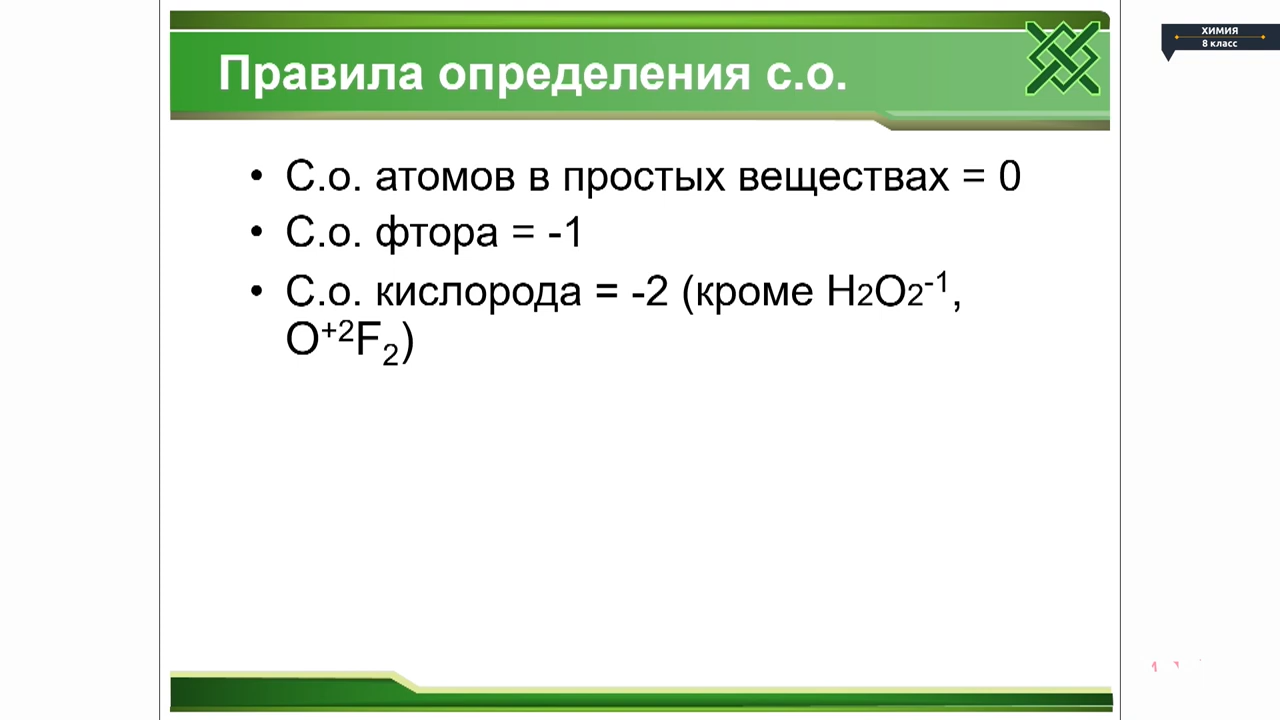 Правила определения с.о.
ХИМИЯ
8 класс
• С.о. атомов в простых веществах = 0
• С.о. фтора = -1
• С.о. кислорода = -2 (кроме H₂O₂⁻¹,
O⁺²F₂)